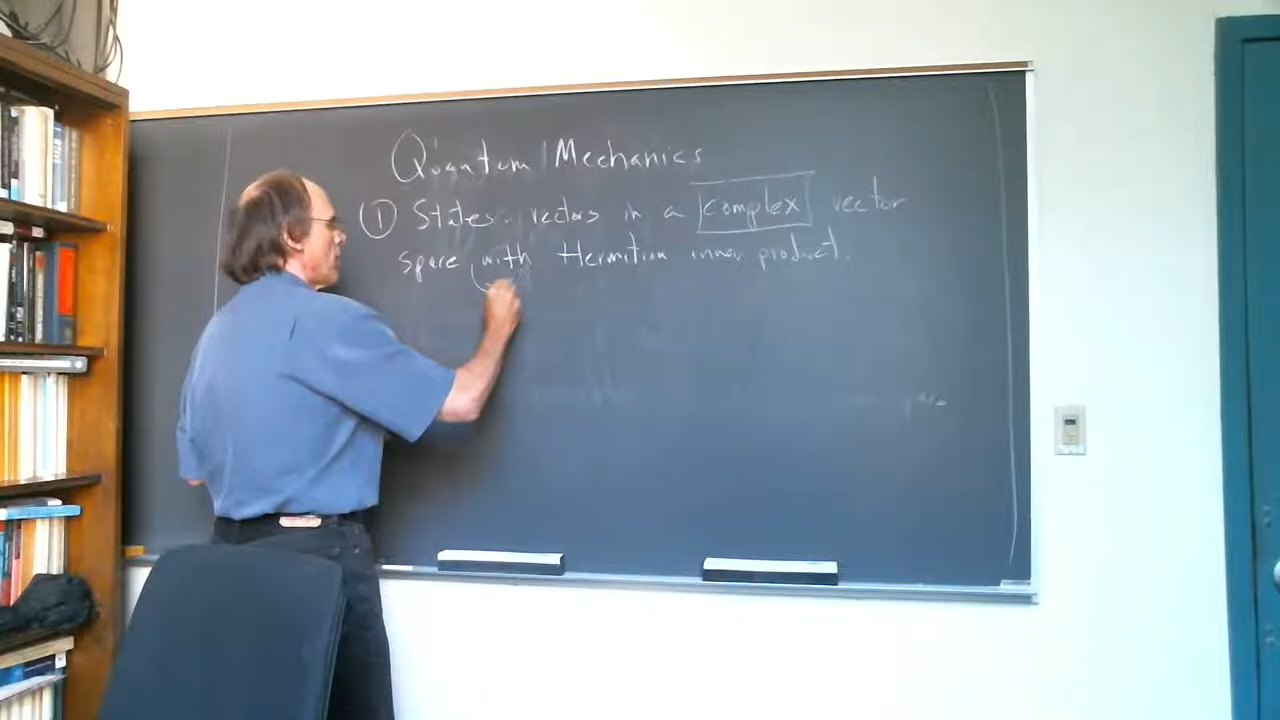 Quantum Mechanics
① States: vectors in a complex vector
space, with Hermitian inner product.